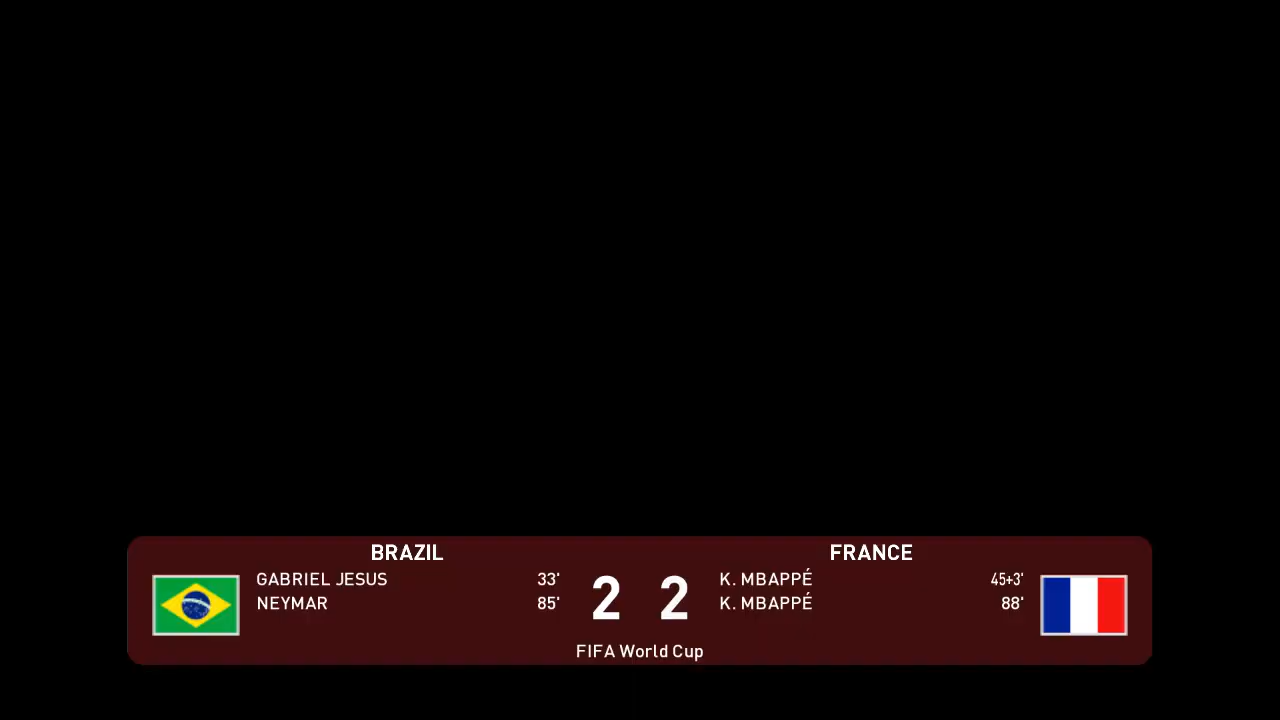 BRAZIL
FRANCE
GABRIEL JESUS 33'
NEYMAR 85'
2 2
K. MBAPPÉ 45+3'
K. MBAPPÉ 88'
FIFA World Cup